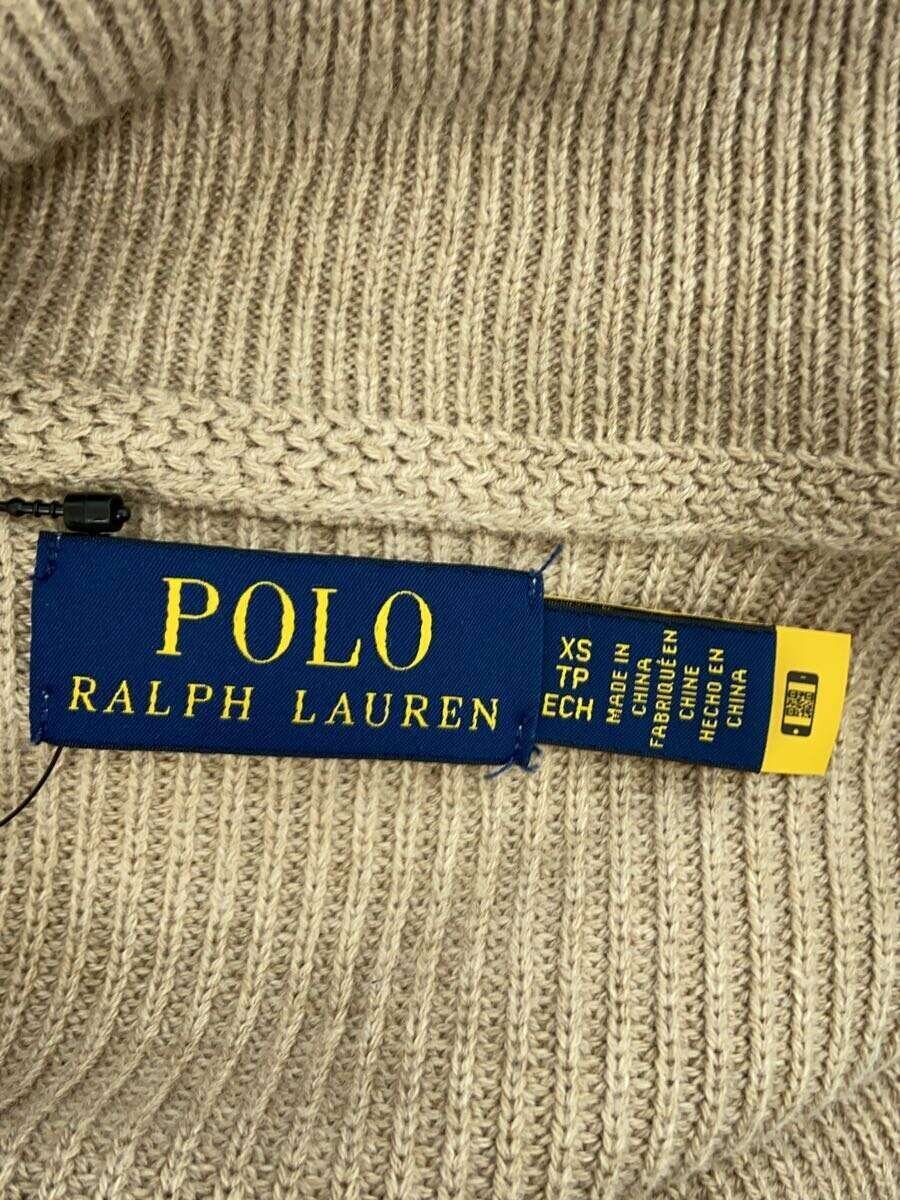 POLO
RALPH LAUREN
XS
TP
ECH
MADE IN
CHINA
FABRIQUÉ EN
CHINE
HECHO EN
CHINA